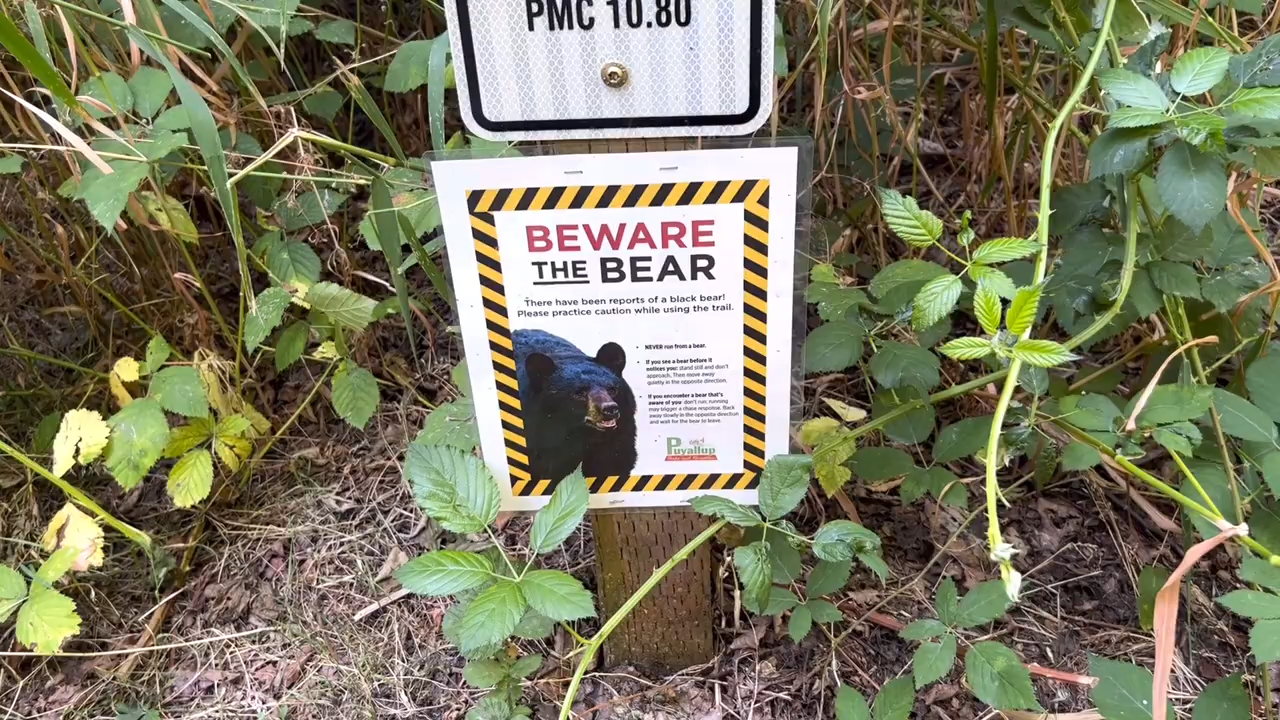 PMC 10.80
BEWARE
THE BEAR
There have been reports of a black bear!
Please practice caution while using the trail.
• NEVER run from a bear.
• If you see a bear before it
notices you: stand still and don't
approach. Then move away
quietly in the opposite direction.
• If you encounter a bear that's
aware of you: don't run; running
may trigger a chase response. Back
away slowly in the opposite direction
and wait for the bear to leave.
Puyallup